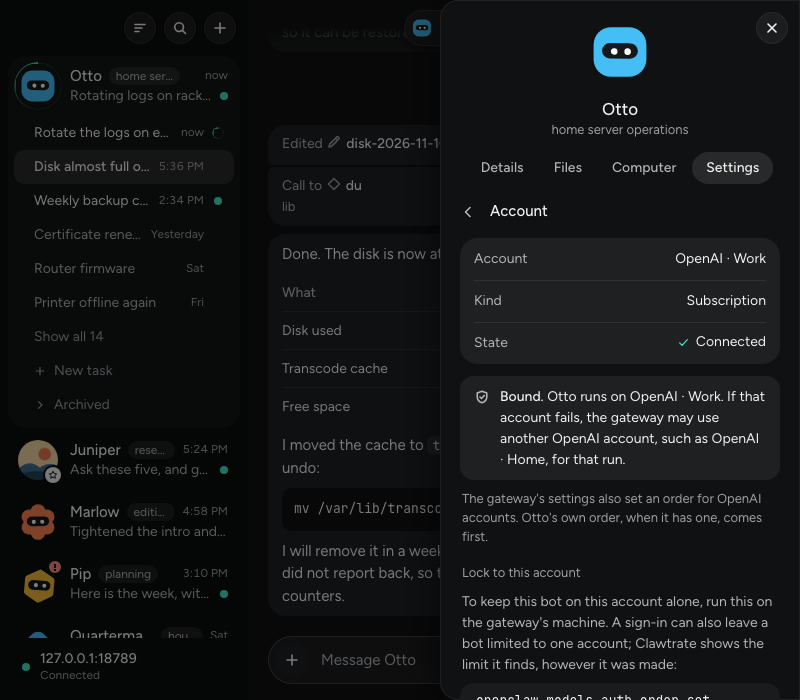 Otto home ser... now
Rotating logs on rack...
Rotate the logs on e... now
Disk almost full o... 5:36 PM
Weekly backup c... 2:34 PM
Certificate rene... Yesterday
Router firmware Sat
Printer offline again Fri
Show all 14
New task
Archived
Juniper rese... 5:24 PM
Ask these five, and g...
Marlow editi... 4:58 PM
Tightened the intro and...
Pip planning 3:10 PM
Here is the week, wit...
Quarterma hou Sat
127.0.0.1:18789
Connected
so it can be restor
Edited disk-2026-11-1
Call to du
lib
Done. The disk is now at
What
Disk used
Transcode cache
Free space
I moved the cache to
undo:
mv /var/lib/transco
I will remove it in a week
did not report back, so t
counters.
Message Otto
Otto
home server operations
Details Files Computer Settings
Account
Account OpenAI · Work
Kind Subscription
State Connected
Bound. Otto runs on OpenAI · Work. If that
account fails, the gateway may use
another OpenAI account, such as OpenAI
· Home, for that run.
The gateway's settings also set an order for OpenAI
accounts. Otto's own order, when it has one, comes
first.
Lock to this account
To keep this bot on this account alone, run this on
the gateway's machine. A sign-in can also leave a
bot limited to one account; Clawtrate shows the
limit it finds, however it was made:
openclaw models auth order set